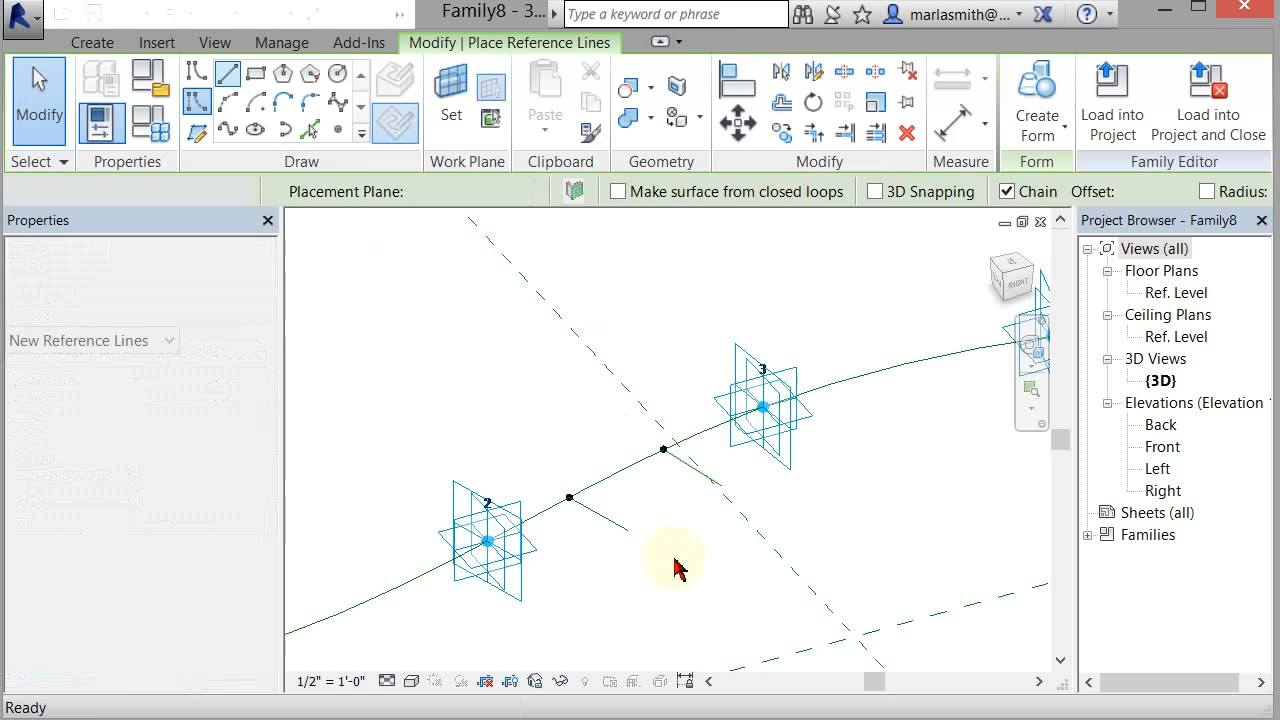 Family8 - 3...
Type a keyword or phrase
marlasmith@...
Create Insert View Manage Add-Ins Modify | Place Reference Lines
Modify
Set
Paste
Create Form
Load into Project
Load into Project and Close
Select Properties Draw Work Plane Clipboard Geometry Modify Measure Form Family Editor
Placement Plane: Make surface from closed loops 3D Snapping Chain Offset: Radius:
Properties
New Reference Lines
3
2
RIGHT
Project Browser - Family8
Views (all)
Floor Plans
Ref. Level
Ceiling Plans
Ref. Level
3D Views
{3D}
Elevations (Elevation
Back
Front
Left
Right
Sheets (all)
Families
1/2" = 1'-0"
Ready